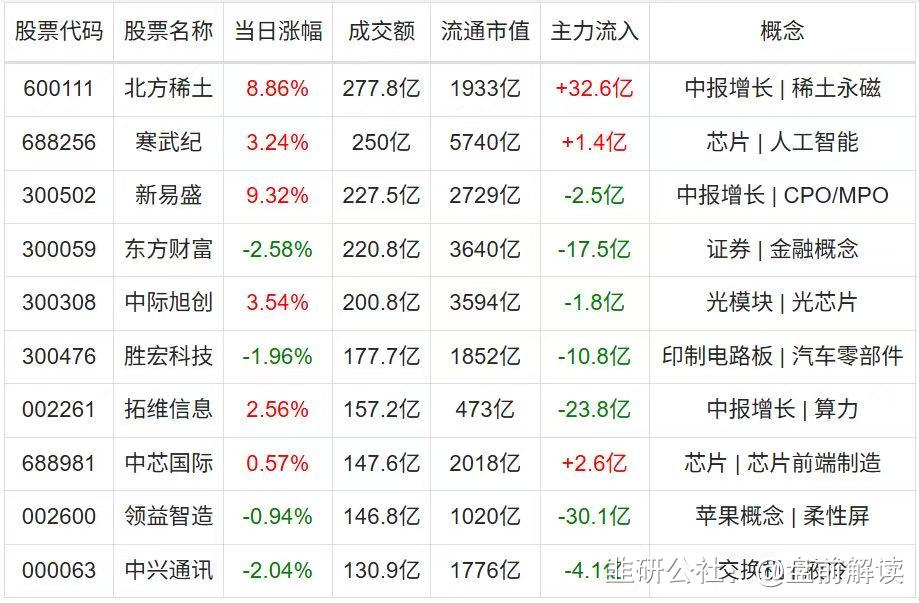 股票代码 股票名称 当日涨幅 成交额 流通市值 主力流入 概念
600111 北方稀土 8.86% 277.8亿 1933亿 +32.6亿 中报增长 | 稀土永磁
688256 寒武纪 3.24% 250亿 5740亿 +1.4亿 芯片 | 人工智能
300502 新易盛 9.32% 227.5亿 2729亿 -2.5亿 中报增长 | CPO/MPO
300059 东方财富 -2.58% 220.8亿 3640亿 -17.5亿 证券 | 金融概念
300308 中际旭创 3.54% 200.8亿 3594亿 -1.8亿 光模块 | 光芯片
300476 胜宏科技 -1.96% 177.7亿 1852亿 -10.8亿 印制电路板 | 汽车零部件
002261 拓维信息 2.56% 157.2亿 473亿 -23.8亿 中报增长 | 算力
688981 中芯国际 0.57% 147.6亿 2018亿 +2.6亿 芯片 | 芯片前端制造
002600 领益智造 -0.94% 146.8亿 1020亿 -30.1亿 苹果概念 | 柔性屏
000063 中兴通讯 -2.04% 130.9亿 1776亿 -4.1亿 交换机
韭研公社 @盘前解读